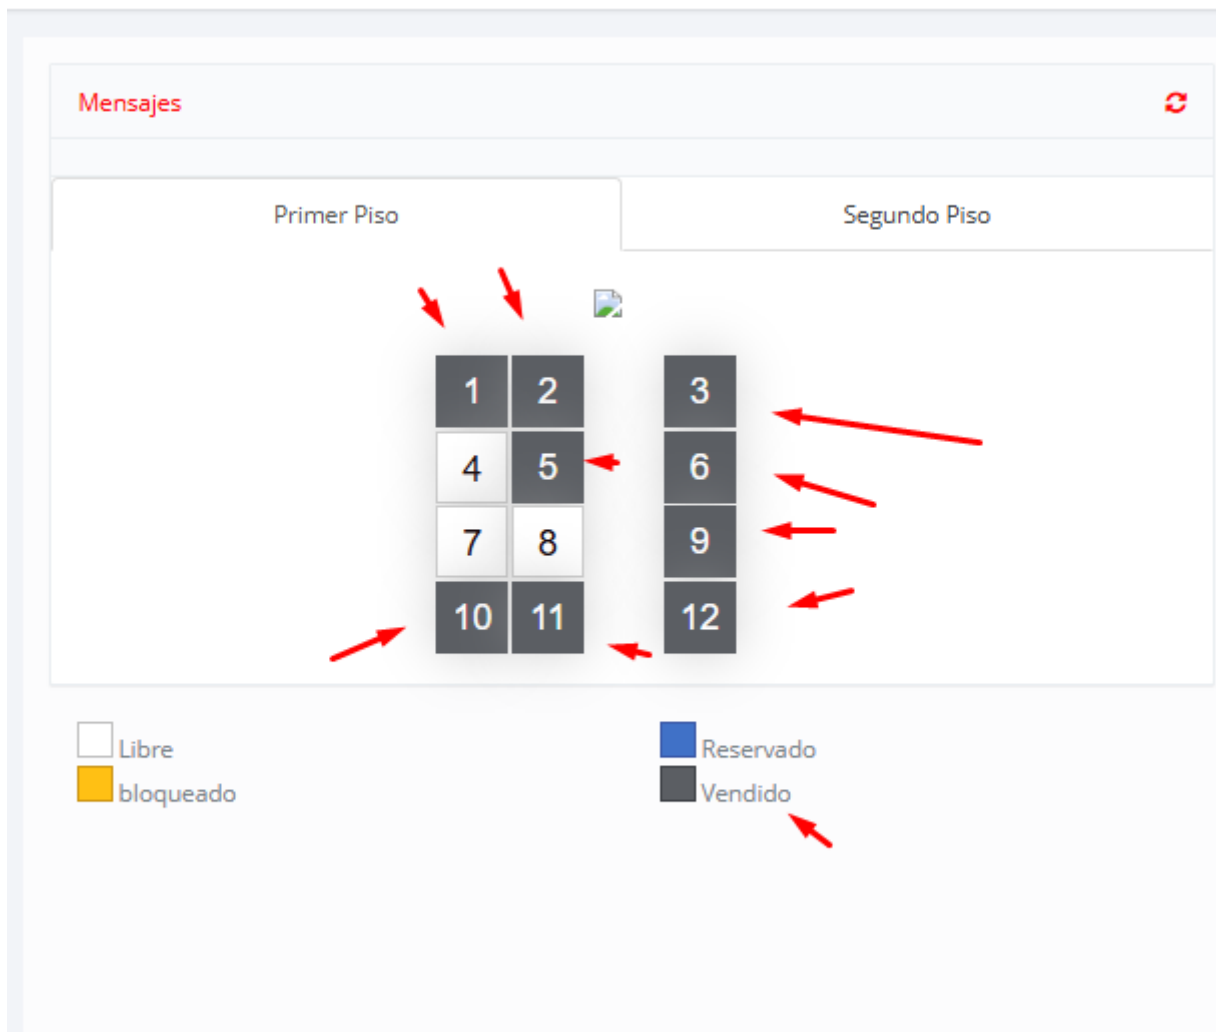 Mensajes
Primer Piso Segundo Piso
1 2 3
4 5 6
7 8 9
10 11 12
Libre Reservado
bloqueado Vendido